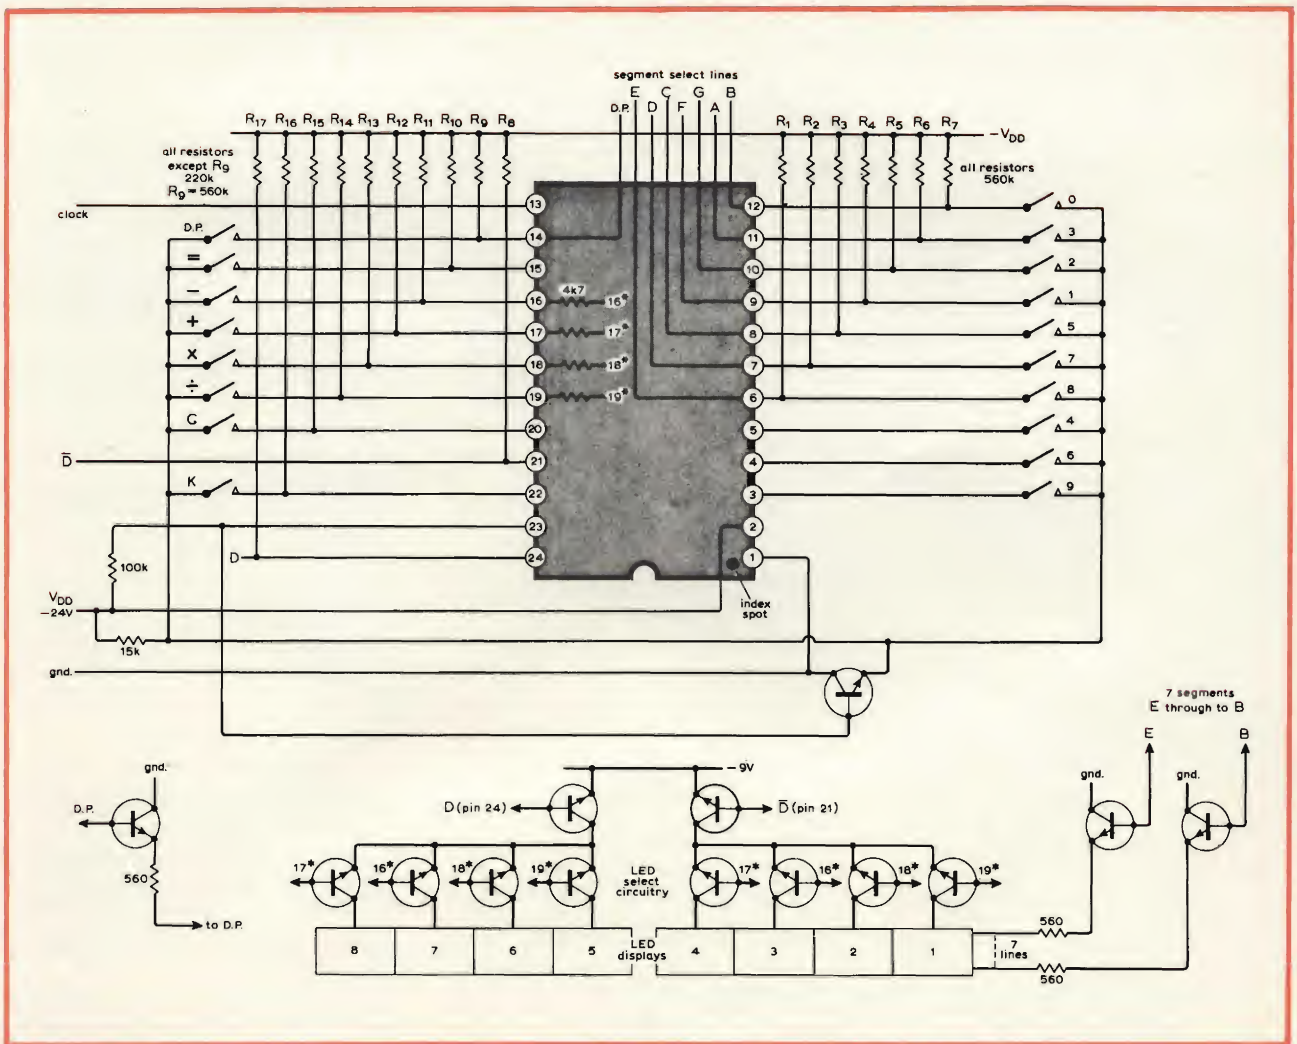 segment select lines
D.P. E D C F G A B
R17 R16 R15 R14 R13 R12 R11 R10 R9 R8
R1 R2 R3 R4 R5 R6 R7
-VDD
all resistors
except R9
220k
R9 = 560k
all resistors
560k
clock
13
12
0
D.P.
14
11
3
=
15
10
2
-
16
4k7
16*
9
1
+
17
17*
8
5
X
18
18*
7
7
÷
19
19*
6
8
C
20
5
4
D̅
21
4
6
K
22
3
9
23
2
D
24
1
100k
index
spot
VDD
-24V
15k
gnd.
7 segments
E through to B
E
B
gnd.
D.P.
560
to D.P.
-9V
D (pin 24)
D̅ (pin 21)
gnd.
gnd.
17* 16* 18* 19*
LED
select
circuitry
17* 16* 18* 19*
8 7 6 5
LED
displays
4 3 2 1
7
lines
560
560